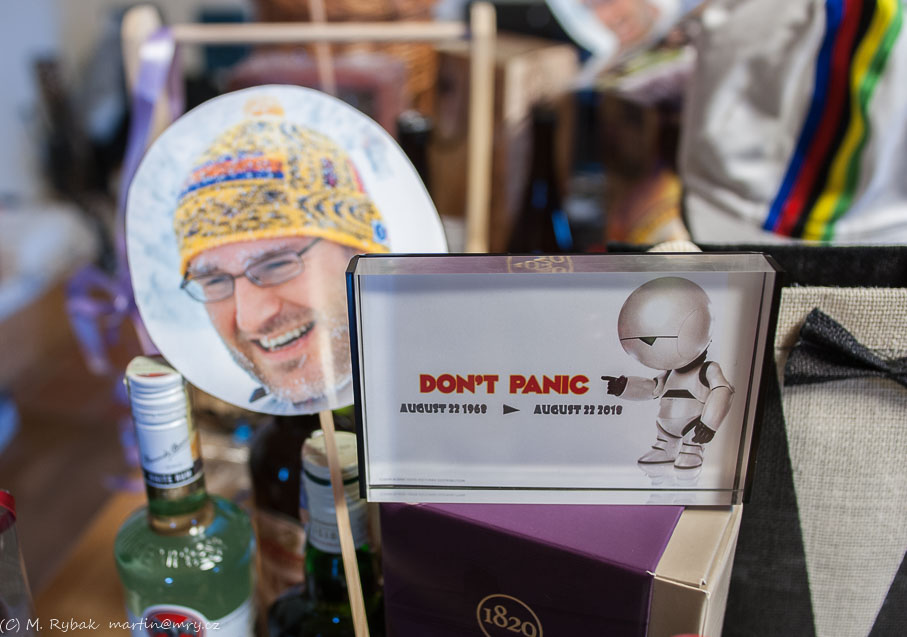 DON'T PANIC
AUGUST 22 1968 ► AUGUST 22 2018
1820
(C) M. Rybak martin@mry.cz